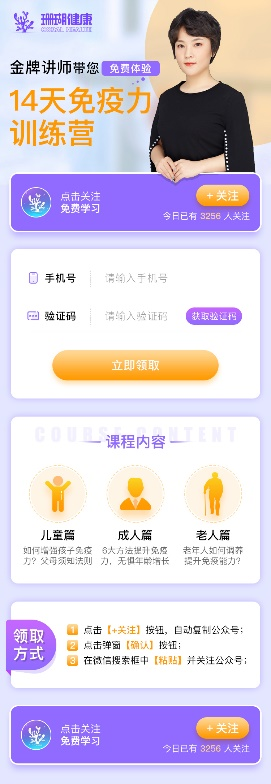 珊瑚健康
CORAL HEALTH
金牌讲师带您 免费体验
14天免疫力
训练营
点击关注
免费学习
+ 关注
今日已有 3256 人关注
手机号 请输入手机号
验证码 请输入验证码 获取验证码
立即领取
COURSE CONTENT
课程内容
儿童篇
如何增强孩子免疫
力？父母须知法则
成人篇
6大方法提升免疫
力，无惧年龄增长
老人篇
老年人如何调养
提升免疫能力？
领取
方式
1 点击【+关注】按钮，自动复制公众号；
2 点击弹窗【确认】按钮；
3 在微信搜索框中【粘贴】并关注公众号；
点击关注
免费学习
+ 关注
今日已有 3256 人关注